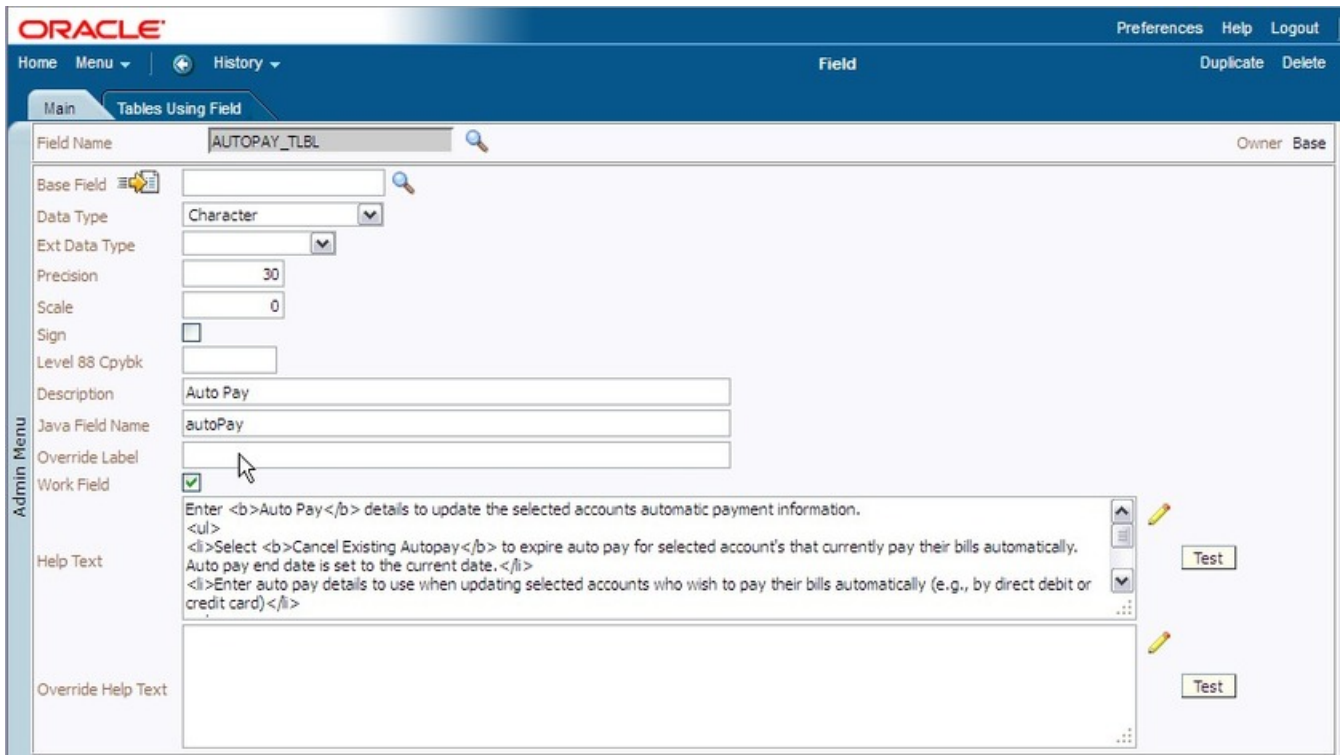 ORACLE
Preferences Help Logout
Home Menu History Field Duplicate Delete
Main Tables Using Field
Field Name AUTOPAY_TLBL Owner Base
Base Field
Data Type Character
Ext Data Type
Precision 30
Scale 0
Sign
Level 88 Cpybk
Description Auto Pay
Java Field Name autoPay
Override Label
Work Field
Admin Menu
Help Text
Enter <b>Auto Pay</b> details to update the selected accounts automatic payment information.
<ul>
<li>Select <b>Cancel Existing Autopay</b> to expire auto pay for selected account's that currently pay their bills automatically.
Auto pay end date is set to the current date.</li>
<li>Enter auto pay details to use when updating selected accounts who wish to pay their bills automatically (e.g., by direct debit or
credit card)</li>
Test
Override Help Text
Test